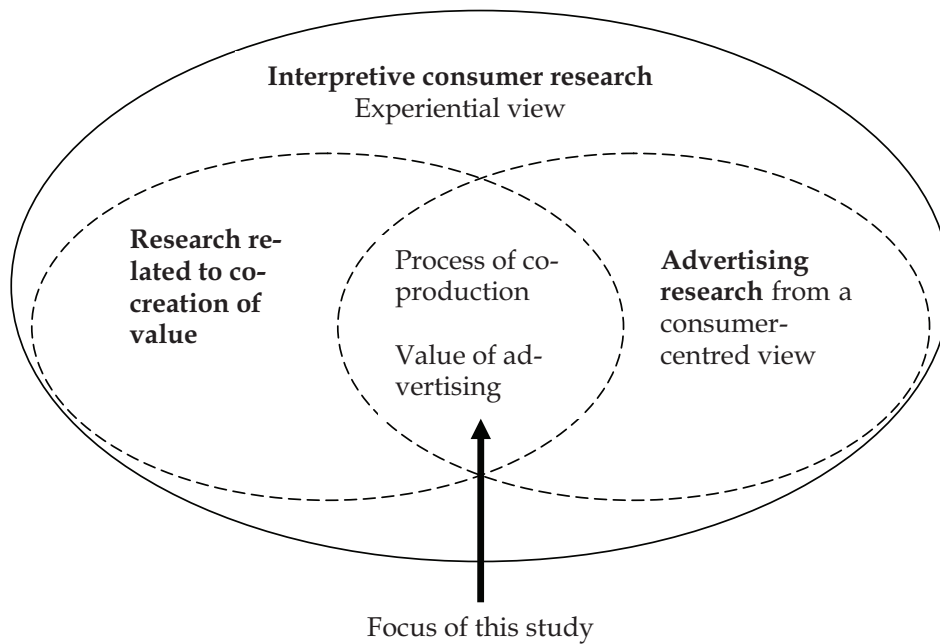 Interpretive consumer research
Experiential view
Research re-
lated to co-
creation of
value
Process of co-
production
Value of ad-
vertising
Advertising
research from a
consumer-
centred view
Focus of this study